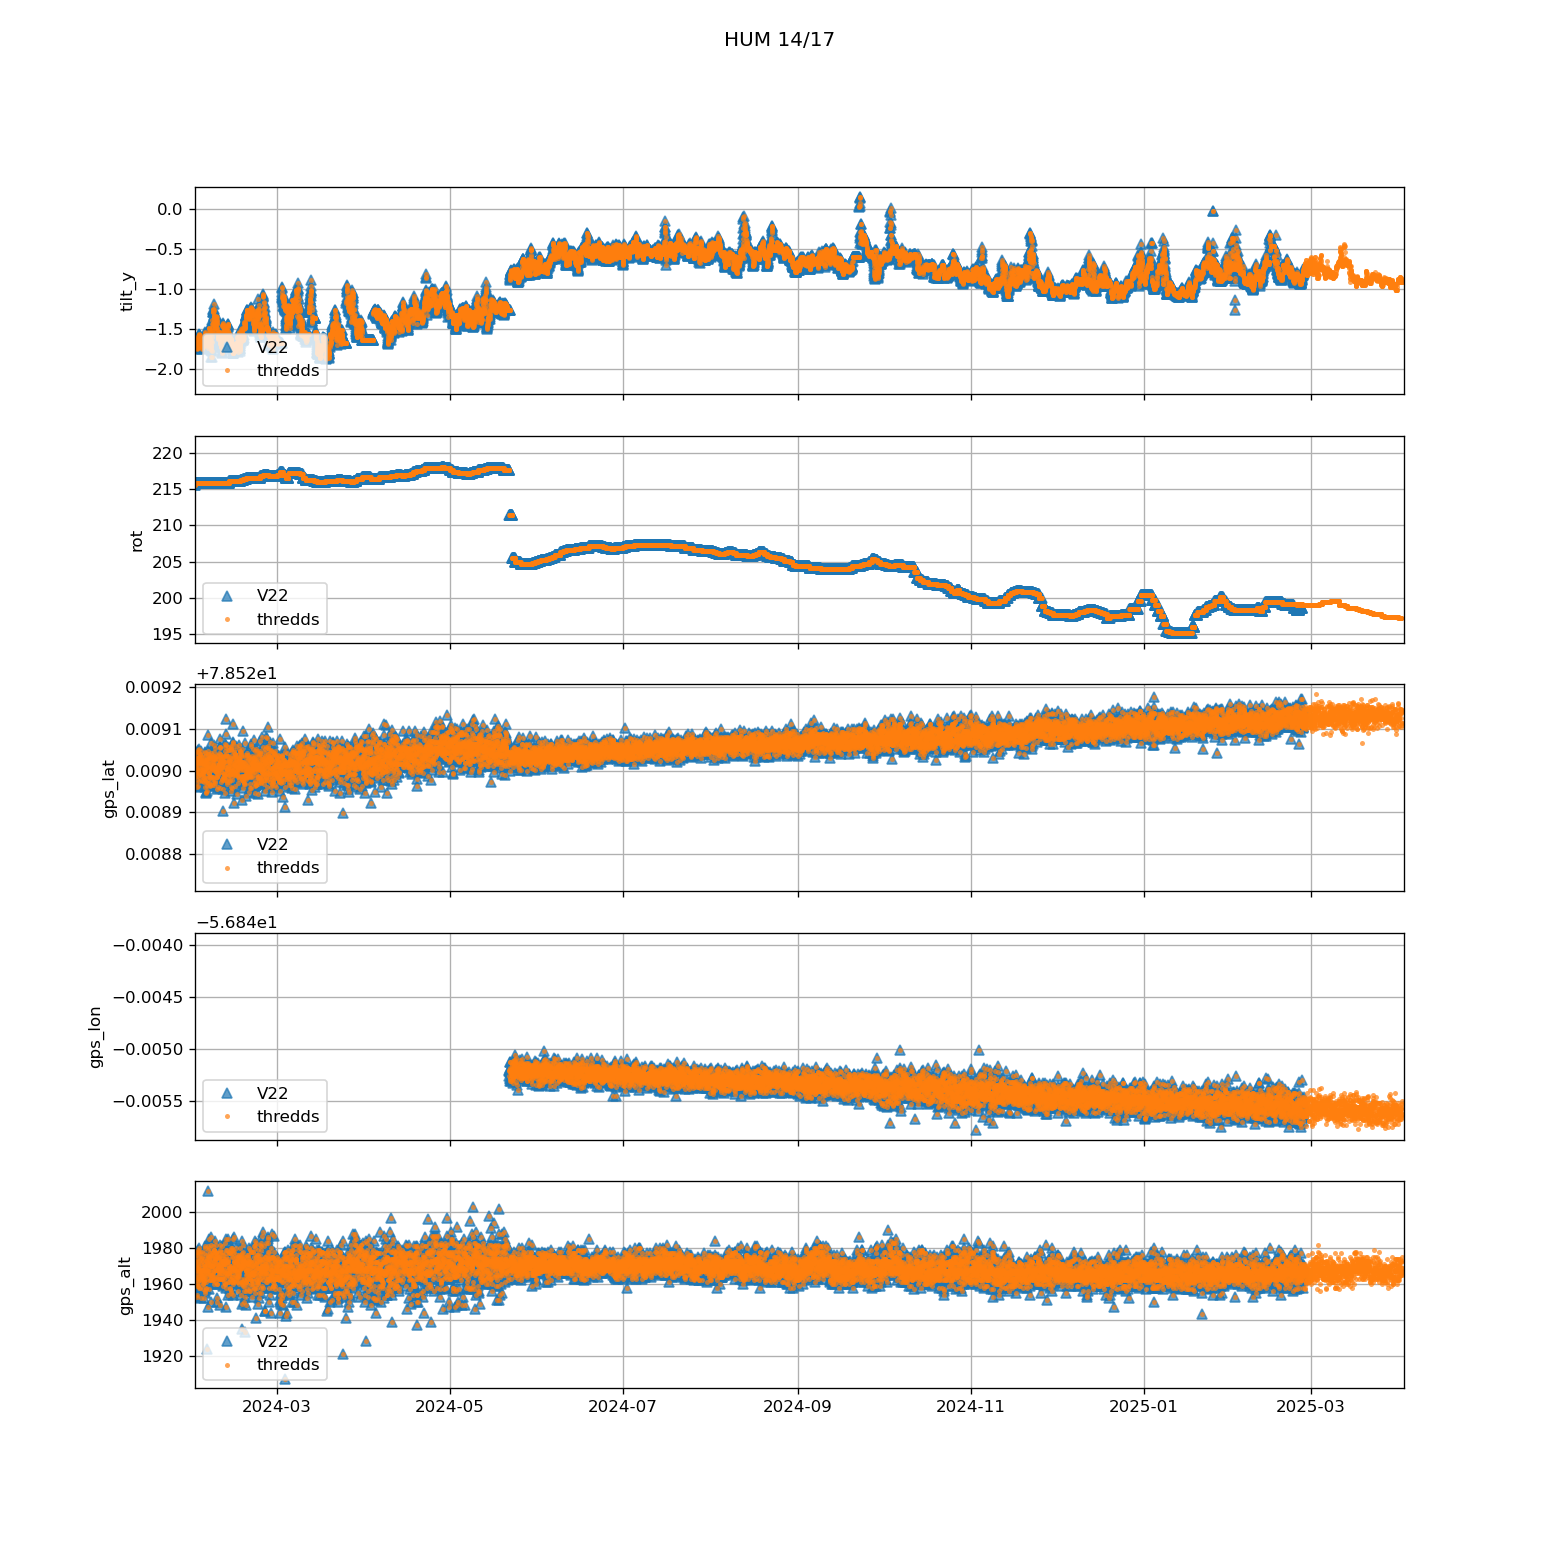 HUM 14/17
0.0
−0.5
−1.0
−1.5
−2.0
tilt_y
V22
thredds
220
215
210
205
200
195
rot
V22
thredds
+7.852e1
0.0092
0.0091
0.0090
0.0089
0.0088
gps_lat
V22
thredds
−5.684e1
−0.0040
−0.0045
−0.0050
−0.0055
gps_lon
V22
thredds
2000
1980
1960
1940
1920
gps_alt
V22
thredds
2024-03 2024-05 2024-07 2024-09 2024-11 2025-01 2025-03